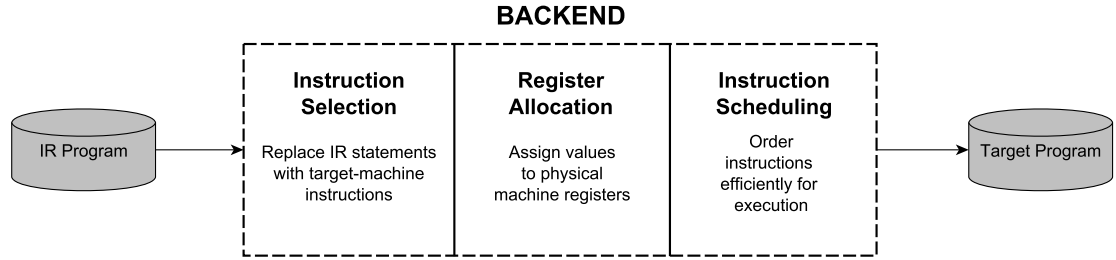 BACKEND
IR Program
Instruction
Selection
Replace IR statements
with target-machine
instructions
Register
Allocation
Assign values
to physical
machine registers
Instruction
Scheduling
Order
instructions
efficiently for
execution
Target Program